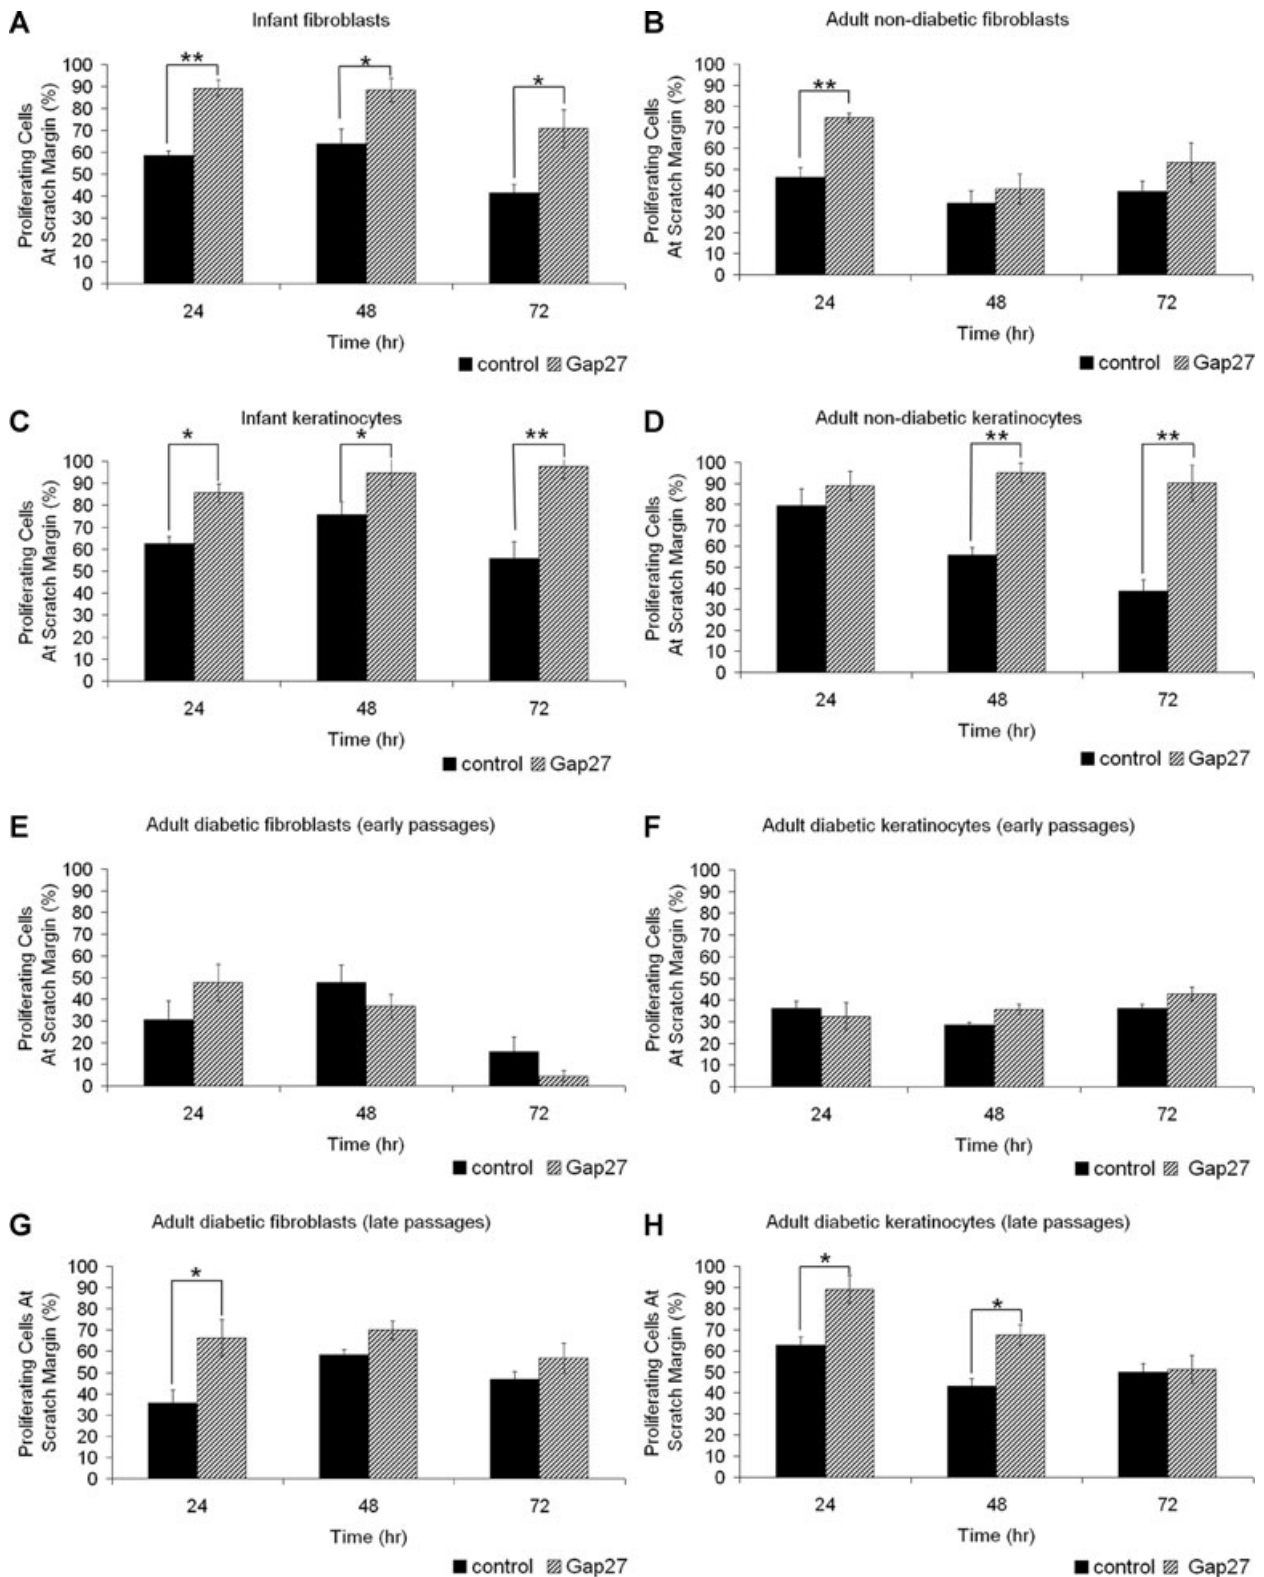 A
Infant fibroblasts
Proliferating Cells
At Scratch Margin (%)
100
90
80
70
60
50
40
30
20
10
0
**
*
*
24 48 72
Time (hr)
control Gap27
B
Adult non-diabetic fibroblasts
Proliferating Cells
At Scratch Margin (%)
100
90
80
70
60
50
40
30
20
10
0
**
24 48 72
Time (hr)
control Gap27
C
Infant keratinocytes
Proliferating Cells
At Scratch Margin (%)
100
90
80
70
60
50
40
30
20
10
0
*
*
**
24 48 72
Time (hr)
control Gap27
D
Adult non-diabetic keratinocytes
Proliferating Cells
At Scratch Margin (%)
100
90
80
70
60
50
40
30
20
10
0
**
**
24 48 72
Time (hr)
control Gap27
E
Adult diabetic fibroblasts (early passages)
Proliferating Cells
At Scratch Margin (%)
100
90
80
70
60
50
40
30
20
10
0
24 48 72
Time (hr)
control Gap27
F
Adult diabetic keratinocytes (early passages)
Proliferating Cells
At Scratch Margin (%)
100
90
80
70
60
50
40
30
20
10
0
24 48 72
Time (hr)
control Gap27
G
Adult diabetic fibroblasts (late passages)
Proliferating Cells At
Scratch Margin (%)
100
90
80
70
60
50
40
30
20
10
0
*
24 48 72
Time (hr)
control Gap27
H
Adult diabetic keratinocytes (late passages)
Proliferating Cells At
Scratch Margin (%)
100
90
80
70
60
50
40
30
20
10
0
*
*
24 48 72
Time (hr)
control Gap27